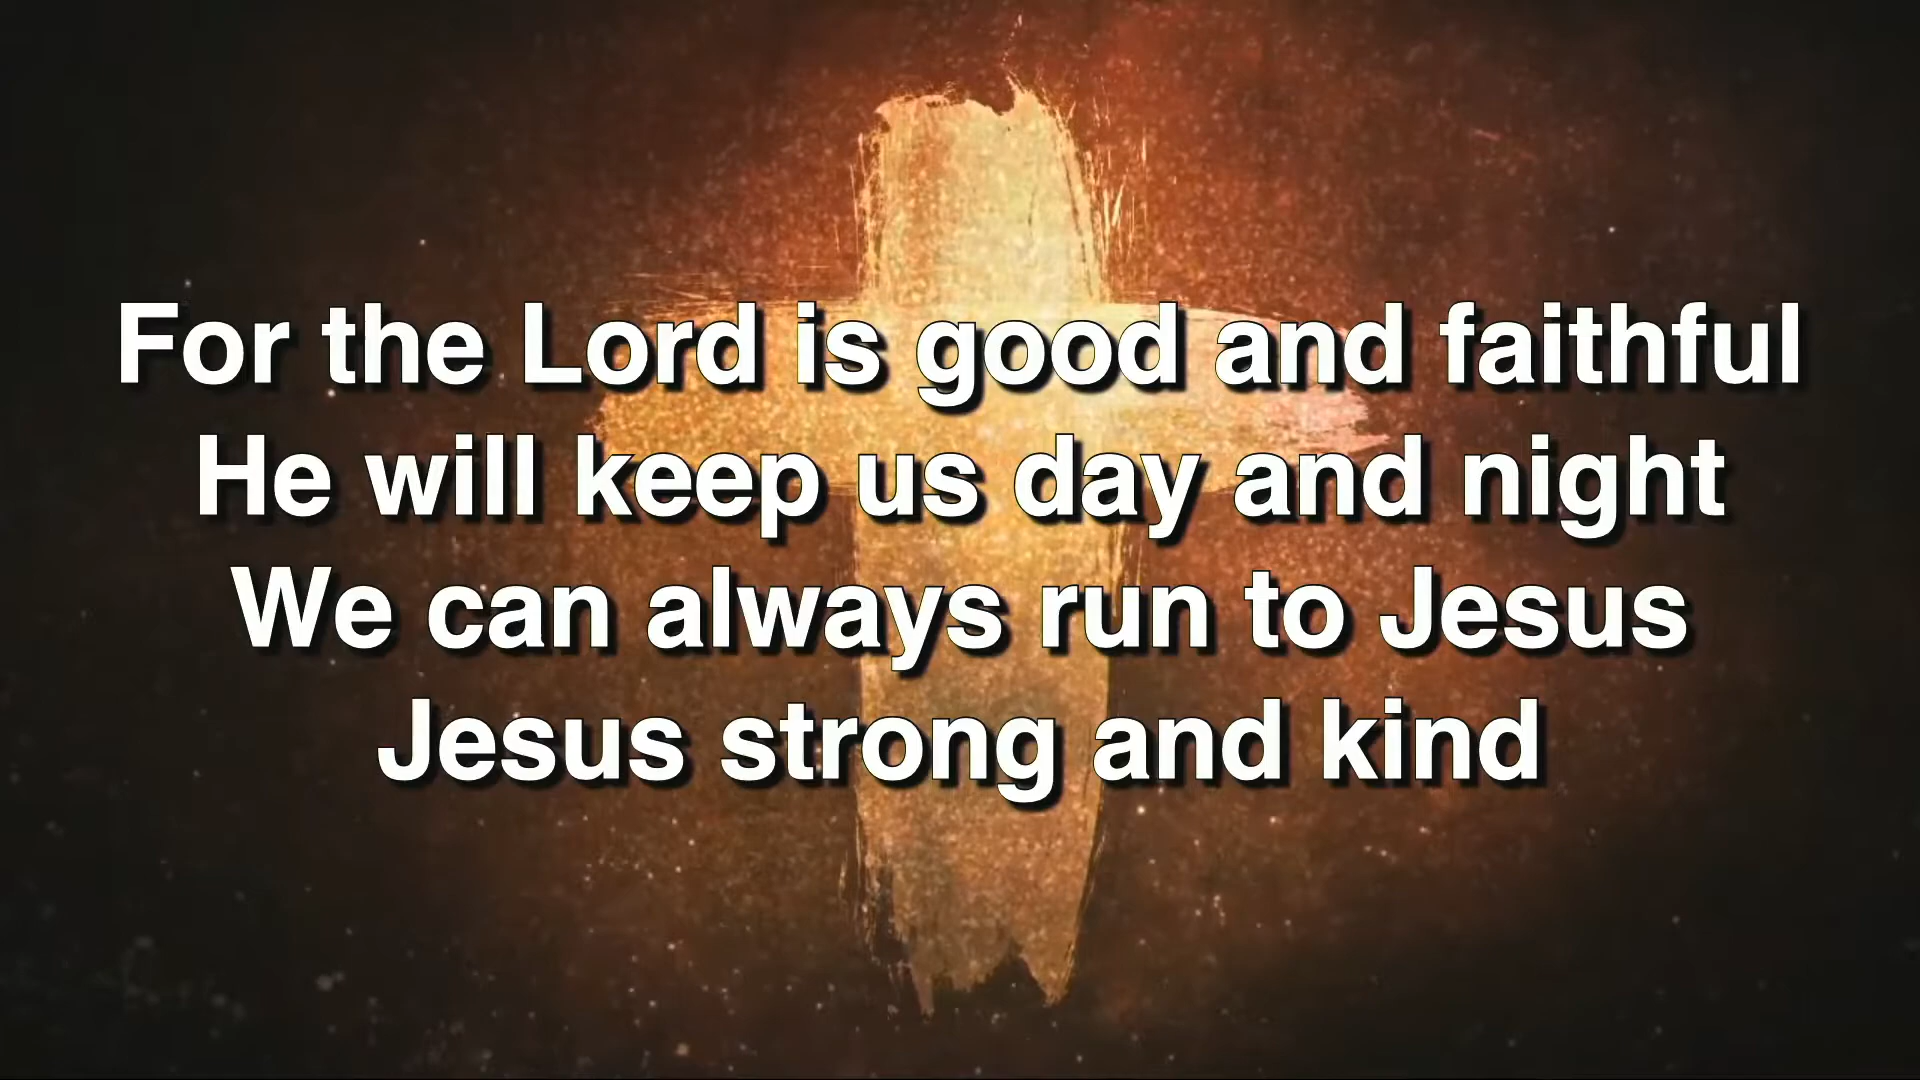 For the Lord is good and faithful
He will keep us day and night
We can always run to Jesus
Jesus strong and kind